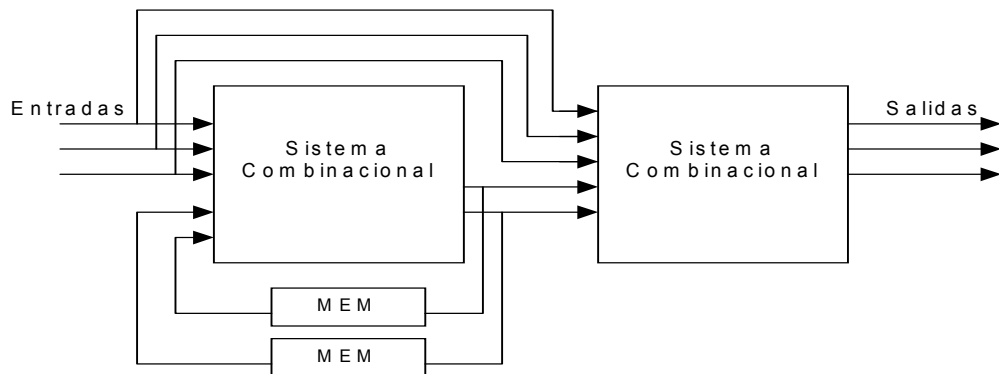 Entradas
Sistema
Combinacional
Sistema
Combinacional
Salidas
MEM
MEM